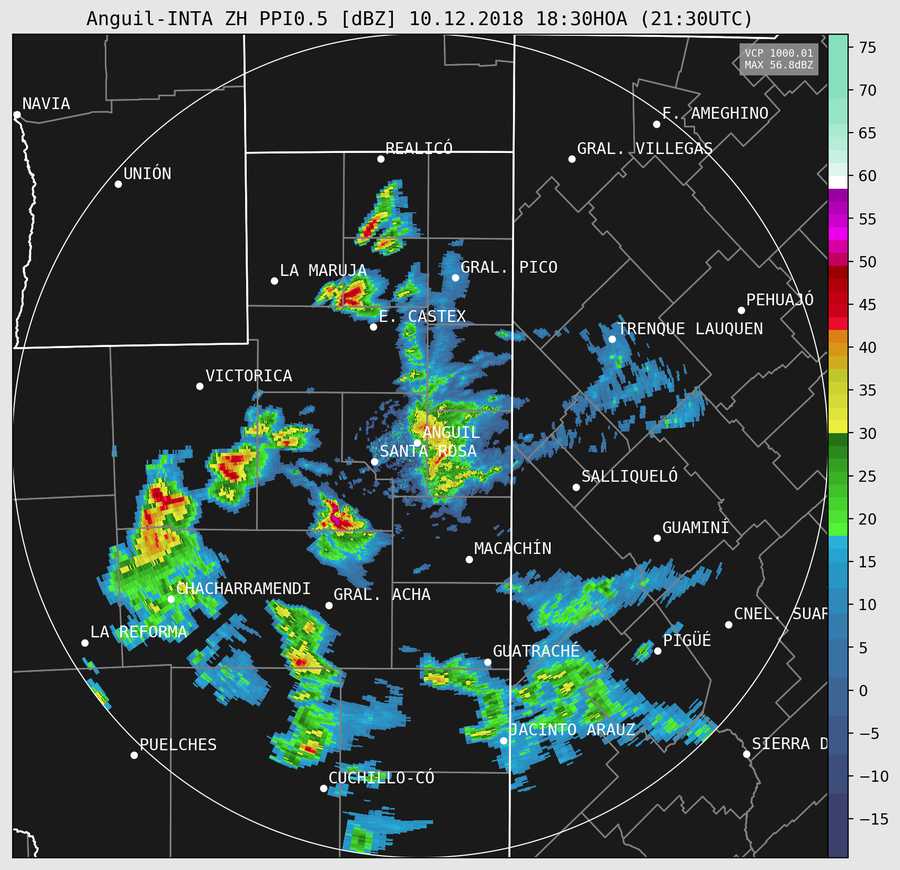 Anguil-INTA ZH PPI0.5 [dBZ] 10.12.2018 18:30HOA (21:30UTC)
VCP 1000.01
MAX 56.8dBZ
NAVIA
F. AMEGHINO
REALICÓ
GRAL. VILLEGAS
UNIÓN
LA MARUJA
GRAL. PICO
PEHUAJÓ
E. CASTEX
TRENQUE LAUQUEN
VICTORICA
ANGUIL
SANTA ROSA
SALLIQUELÓ
GUAMINÍ
MACACHÍN
CHACHARRAMENDI
GRAL. ACHA
CNEL. SUAR
LA REFORMA
PIGÜÉ
GUATRACHÉ
JACINTO ARAUZ
PUELCHES
SIERRA D
CUCHILLO-CÓ
75
70
65
60
55
50
45
40
35
30
25
20
15
10
5
0
−5
−10
−15